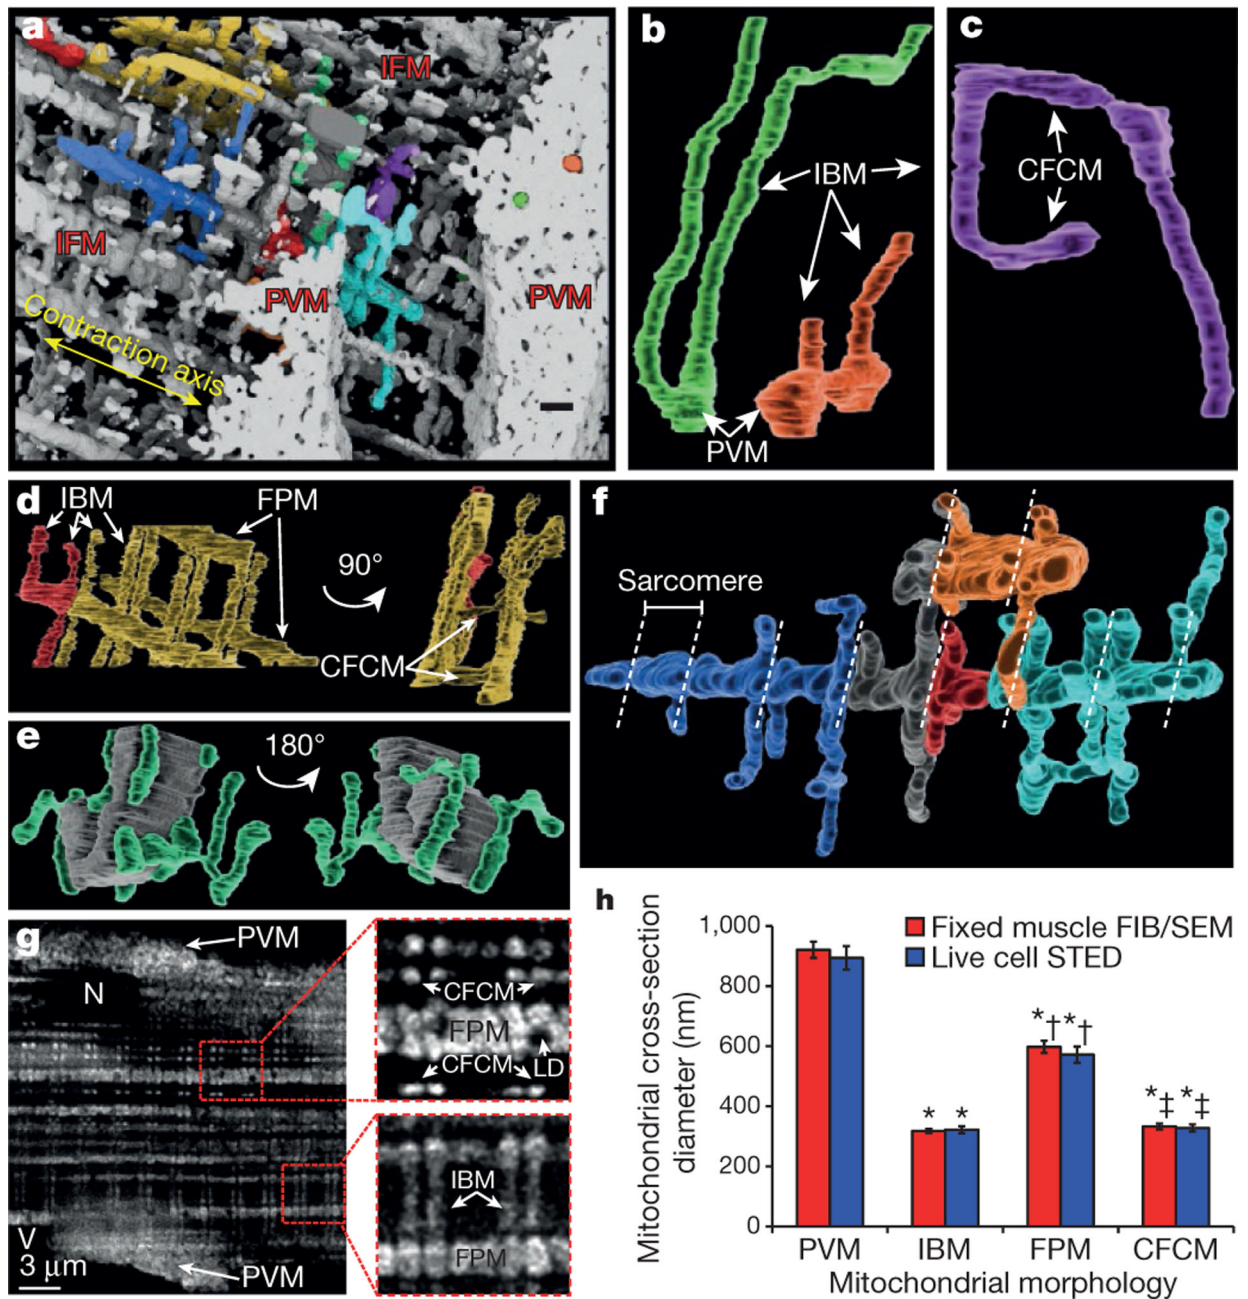 a
IFM
IFM
PVM
PVM
Contraction axis
b
IBM
PVM
c
CFCM
d
IBM
FPM
90°
CFCM
e
180°
f
Sarcomere
g
PVM
N
V
3 μm
PVM
CFCM
FPM
CFCM
LD
IBM
FPM
h
Mitochondrial cross-section
diameter (nm)
1,000
800
600
400
200
0
Fixed muscle FIB/SEM
Live cell STED
* *
*† *†
*‡ *‡
PVM IBM FPM CFCM
Mitochondrial morphology